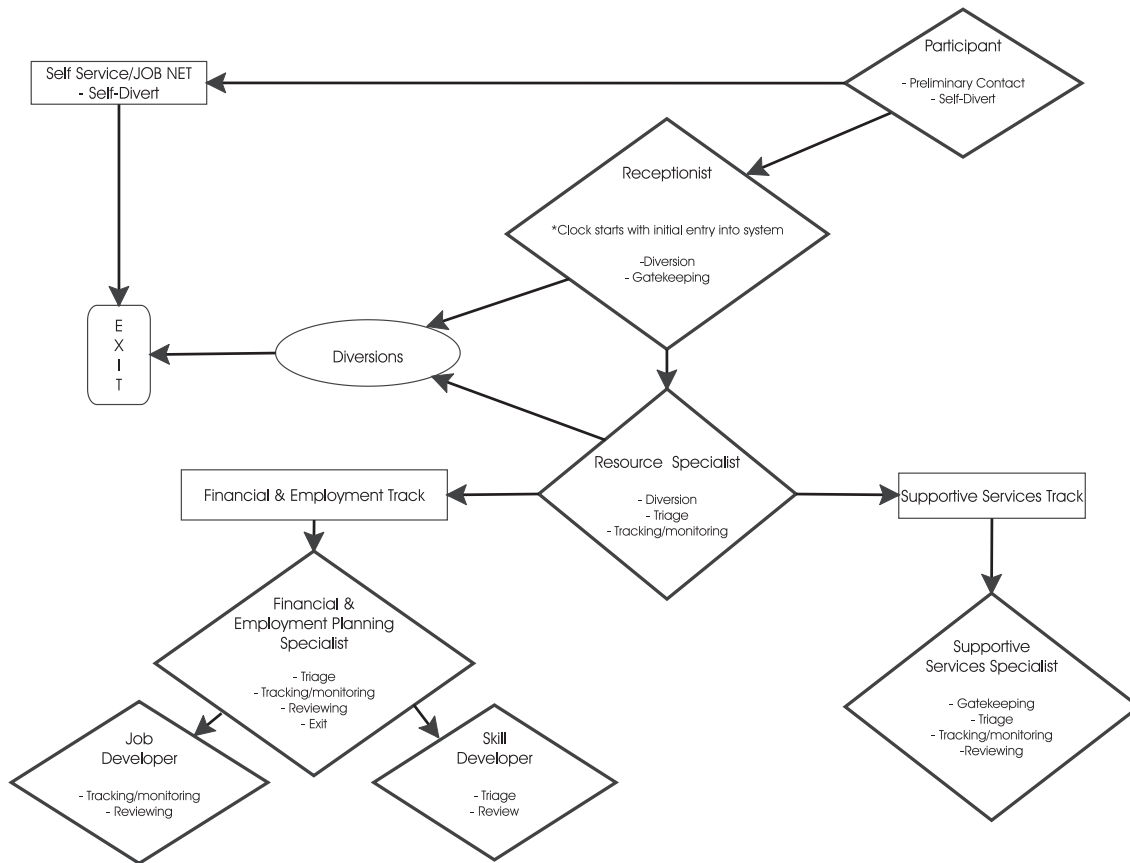 Participant
- Preliminary Contact
- Self-Divert
Self Service/JOB NET
- Self-Divert
Receptionist
*Clock starts with initial entry into system
-Diversion
- Gatekeeping
E
X
I
T
Diversions
Resource Specialist
- Diversion
- Triage
- Tracking/monitoring
Financial & Employment Track
Supportive Services Track
Financial &
Employment Planning
Specialist
- Triage
- Tracking/monitoring
- Reviewing
- Exit
Supportive
Services Specialist
- Gatekeeping
- Triage
- Tracking/monitoring
-Reviewing
Job
Developer
- Tracking/monitoring
- Reviewing
Skill
Developer
- Triage
- Review